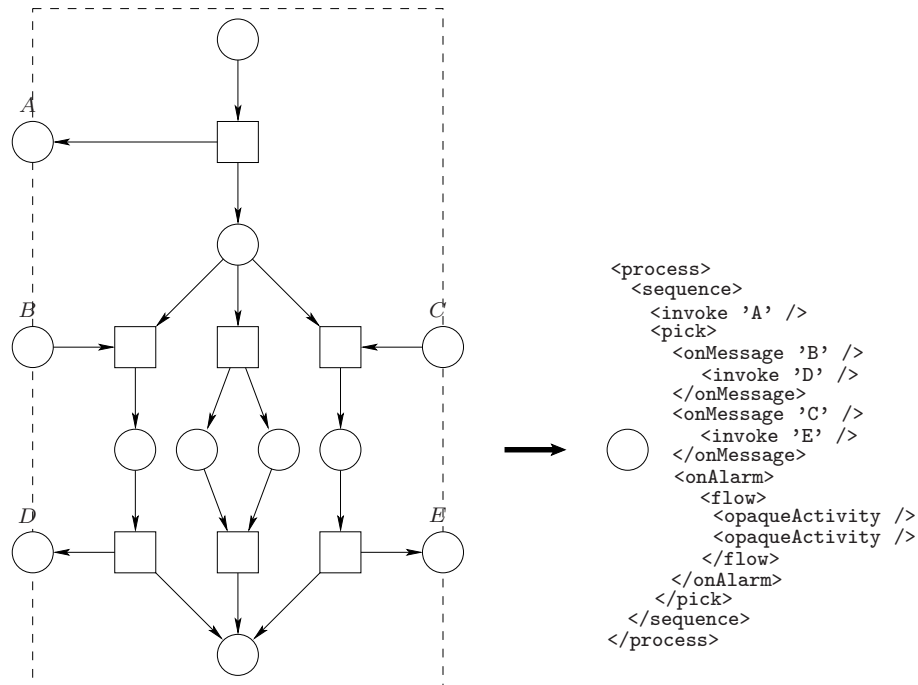 A
B
C
D
E
<process>
<sequence>
<invoke ’A’ />
<pick>
<onMessage ’B’ />
<invoke ’D’ />
</onMessage>
<onMessage ’C’ />
<invoke ’E’ />
</onMessage>
<onAlarm>
<flow>
<opaqueActivity />
<opaqueActivity />
</flow>
</onAlarm>
</pick>
</sequence>
</process>